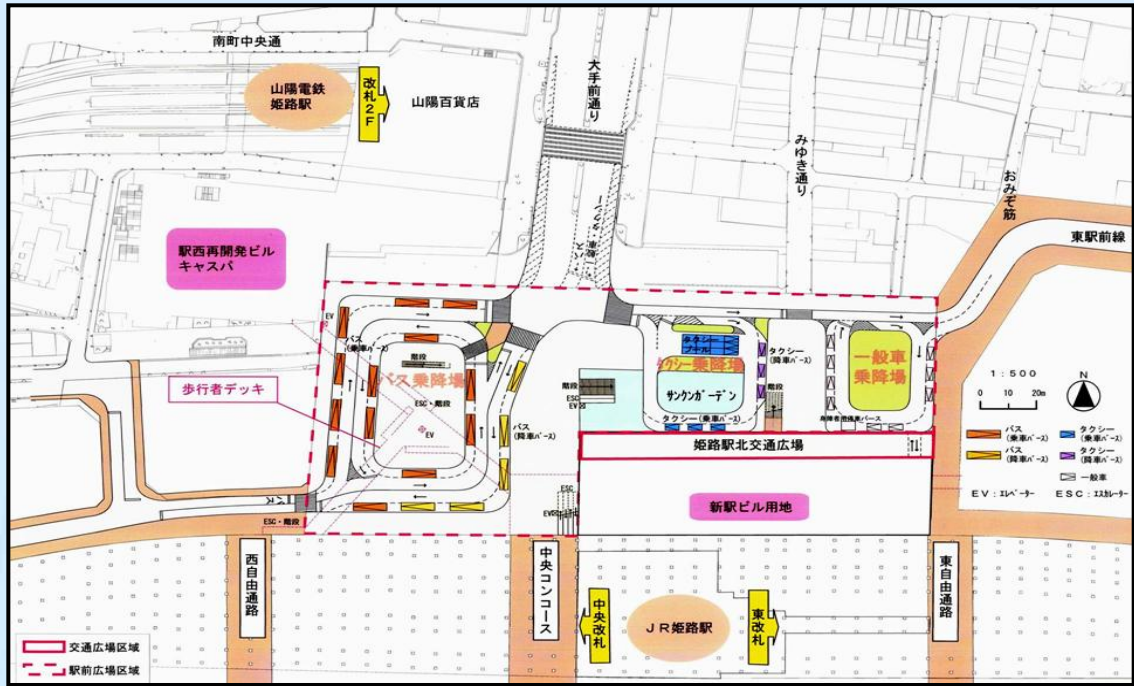 南町中央通
山陽電鉄
姫路駅
改札2F
山陽百貨店
大手前通り
みゆき通り
おみぞ筋
東駅前線
駅西再開発ビル
キャスパ
一般車・タクシー
バス
EV
バス
(乗車バース)
階段
バス乗降場
歩行者デッキ
ESC・階段
EV
バス
(降車バース)
階段
ESC
EV
タクシー
プール
タクシー乗降場
サンクンガーデン
タクシー(乗車バース)
タクシー
(降車バース)
階段
一般車
乗降場
1:500
N
0 10 20m
バス
(乗車バース)
タクシー
(乗車バース)
バス
(降車バース)
タクシー
(降車バース)
一般車
EV:エレベーター ESC:エスカレーター
姫路駅北交通広場
新駅ビル用地
バス
ESC・階段
ESC
EV
西自由通路
中央コンコース
中央改札
JR姫路駅
東改札
東自由通路
交通広場区域
駅前広場区域